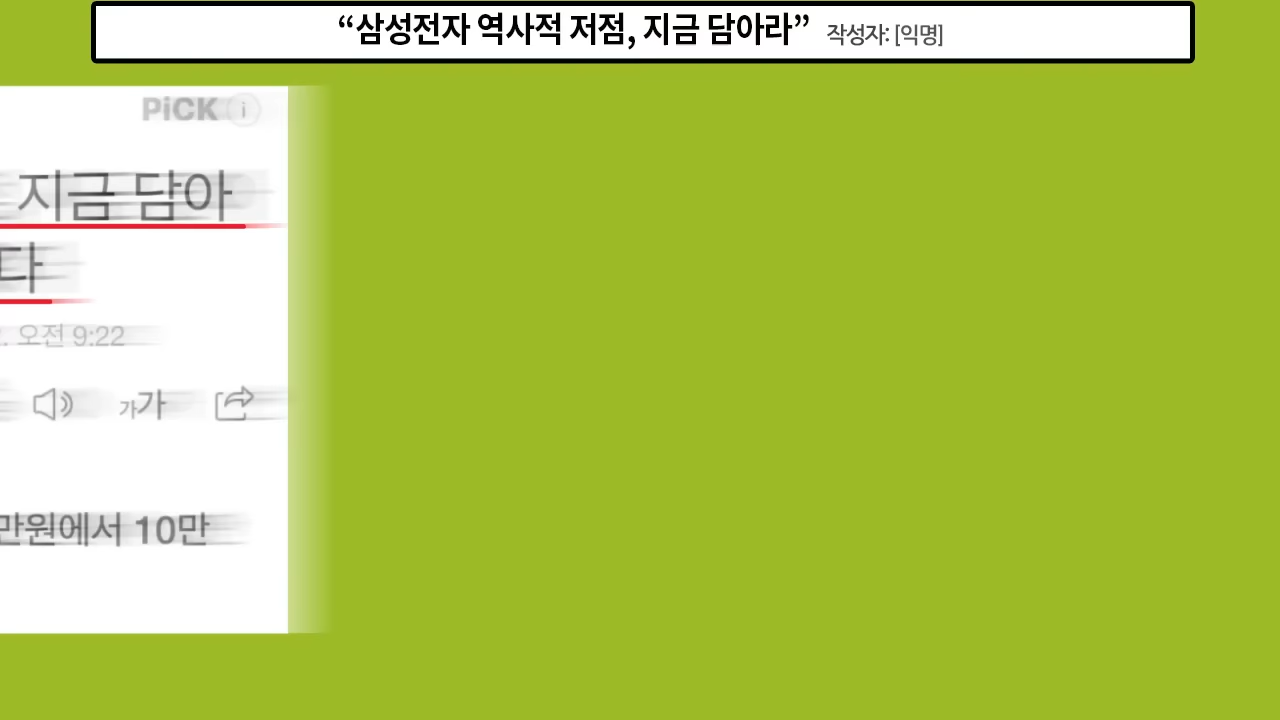 “삼성전자 역사적 저점, 지금 담아라” 작성자: [익명]
PiCK i
지금 담아
다
. 오전 9:22
가가
만원에서 10만